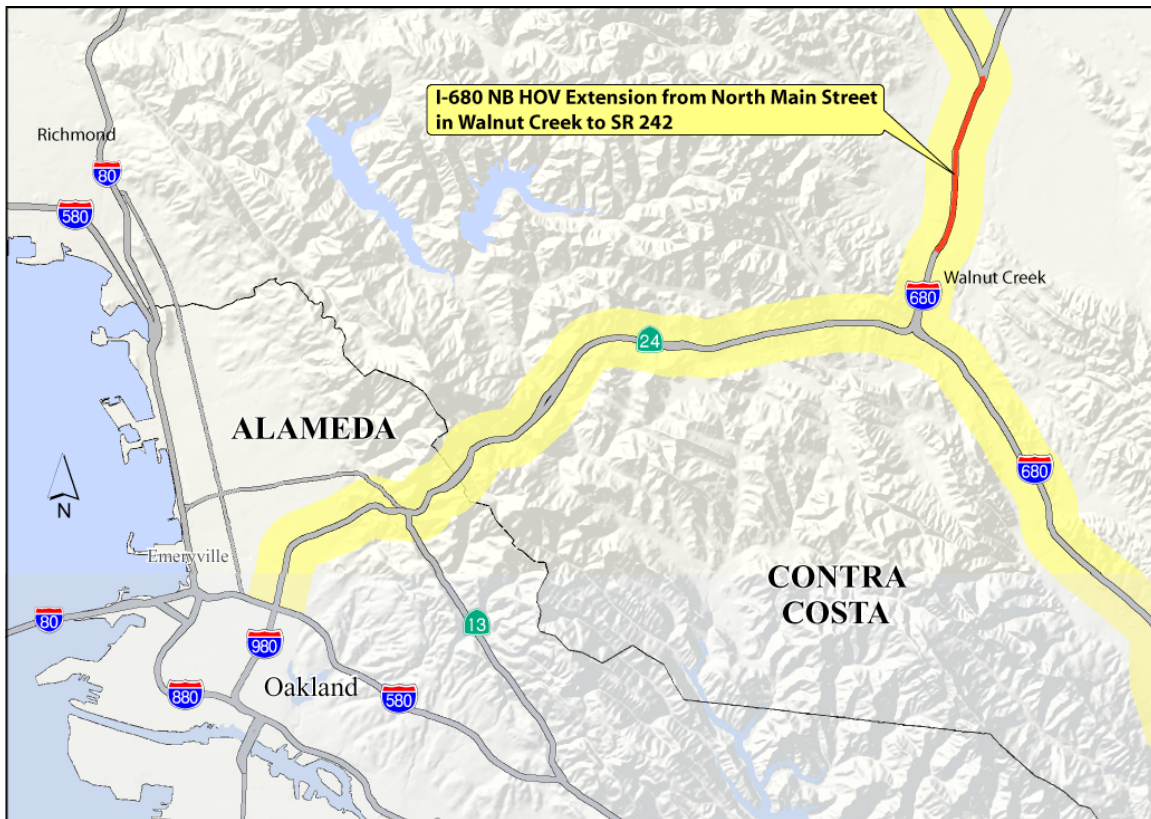 I-680 NB HOV Extension from North Main Street
in Walnut Creek to SR 242
Richmond
80
580
Walnut Creek
680
24
ALAMEDA
680
N
Emeryville
CONTRA
COSTA
80
13
980
Oakland
880
580